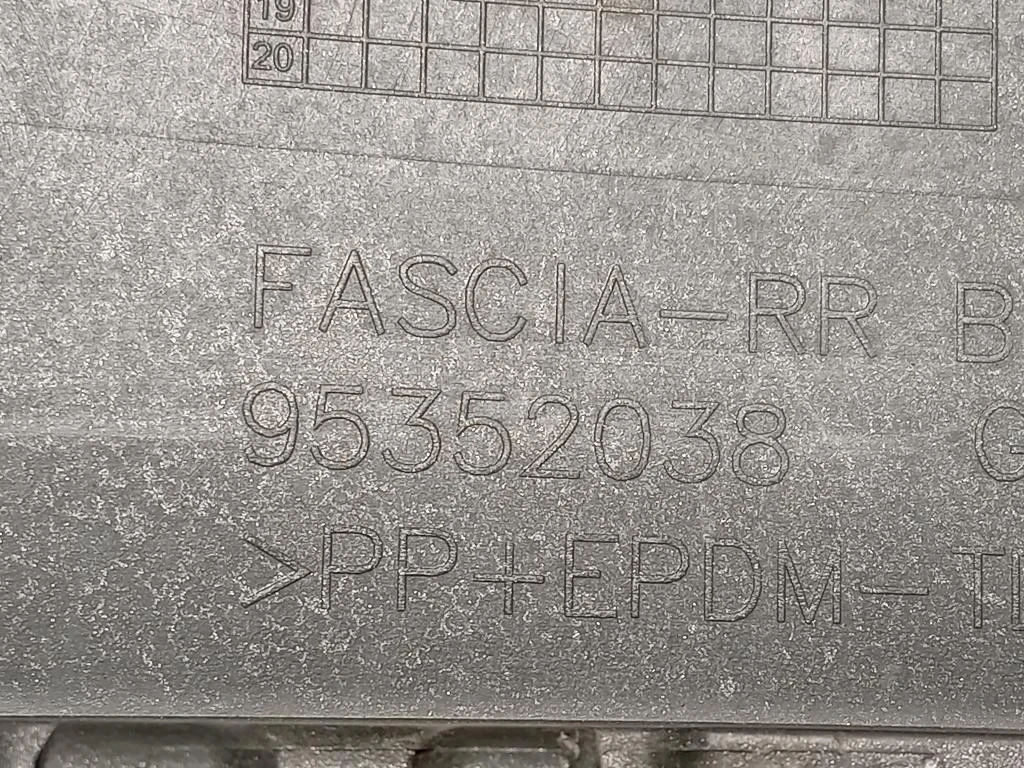 19
20
FASCIA-RR B
95352038 G
>PP+EPDM-T